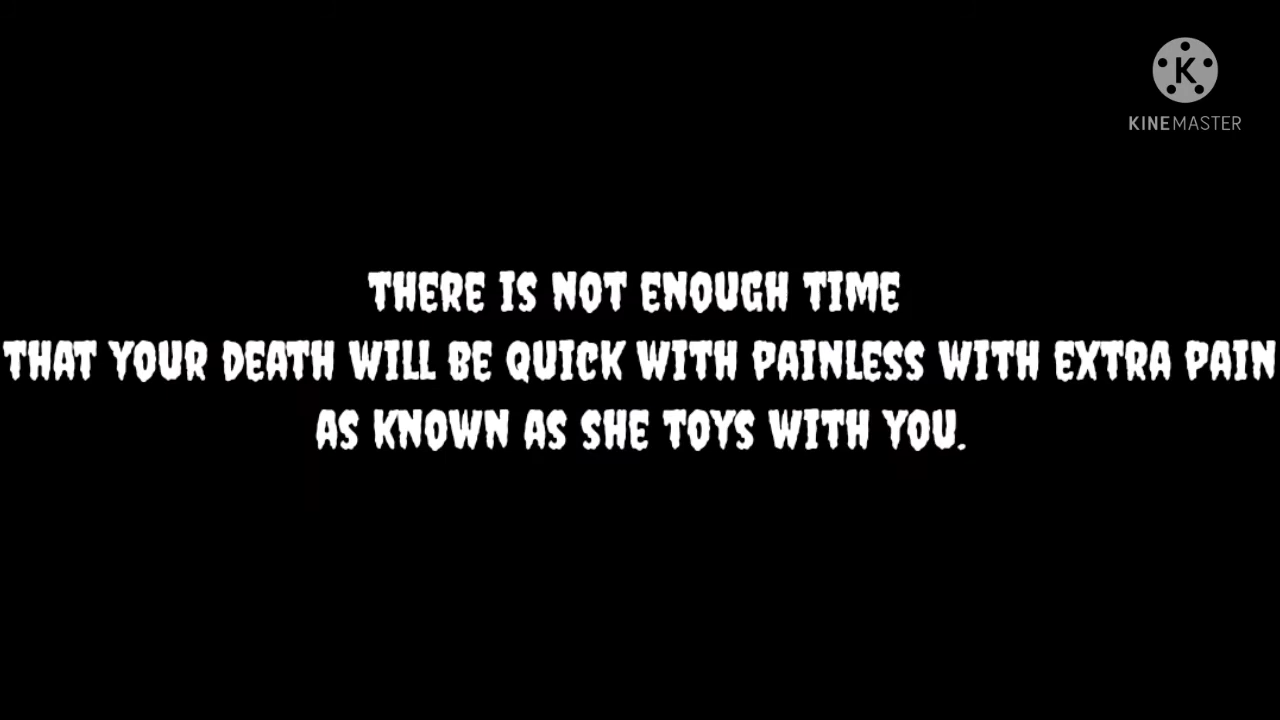 K
KINEMASTER
THERE IS NOT ENOUGH TIME
THAT YOUR DEATH WILL BE QUICK WITH PAINLESS WITH EXTRA PAIN
AS KNOWN AS SHE TOYS WITH YOU.